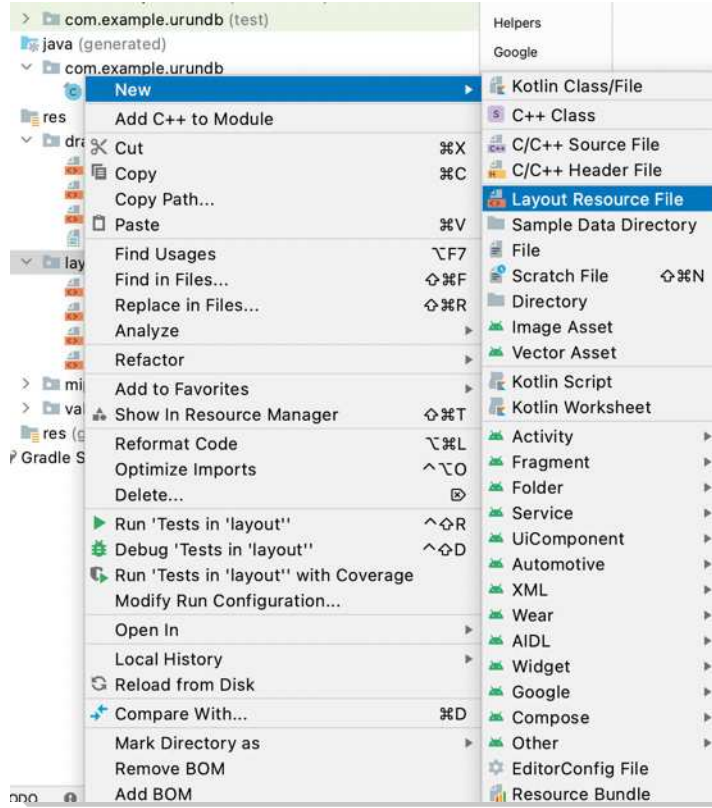 com.example.urundb (test)
java (generated)
com.example.urundb
res
lay
res
Gradle S
New
Add C++ to Module
Cut ⌘X
Copy ⌘C
Copy Path...
Paste ⌘V
Find Usages ⌥F7
Find in Files... ⇧⌘F
Replace in Files... ⇧⌘R
Analyze
Refactor
Add to Favorites
Show In Resource Manager ⇧⌘T
Reformat Code ⌥⌘L
Optimize Imports ^⌥O
Delete... ⌦
Run 'Tests in 'layout'' ^⇧R
Debug 'Tests in 'layout'' ^⇧D
Run 'Tests in 'layout'' with Coverage
Modify Run Configuration...
Open In
Local History
Reload from Disk
Compare With... ⌘D
Mark Directory as
Remove BOM
Add BOM
Helpers
Google
Kotlin Class/File
C++ Class
C/C++ Source File
C/C++ Header File
Layout Resource File
Sample Data Directory
File
Scratch File ⇧⌘N
Directory
Image Asset
Vector Asset
Kotlin Script
Kotlin Worksheet
Activity
Fragment
Folder
Service
UiComponent
Automotive
XML
Wear
AIDL
Widget
Google
Compose
Other
EditorConfig File
Resource Bundle